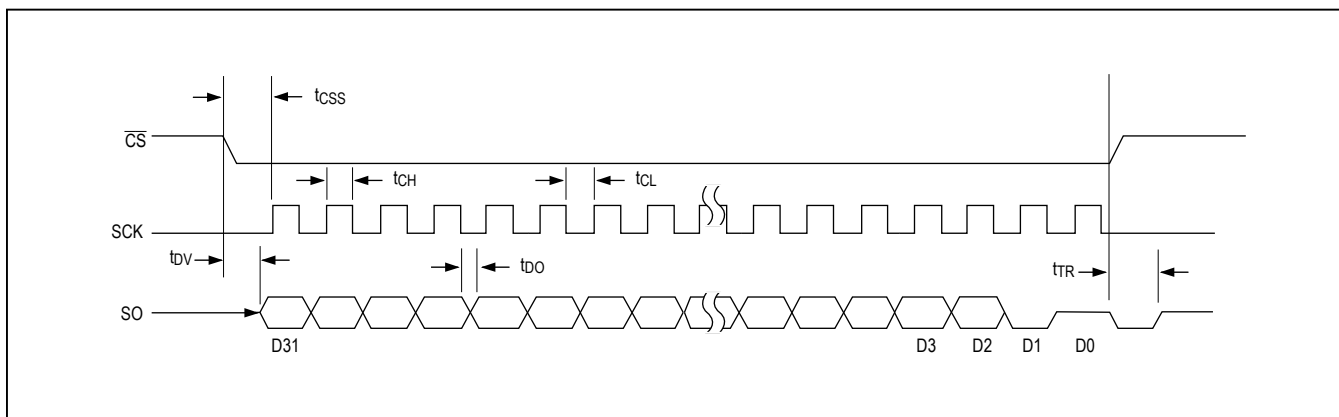 tCSS
CS
tCH
tCL
SCK
tDV
tDO
tTR
SO
D31
D3
D2
D1
D0